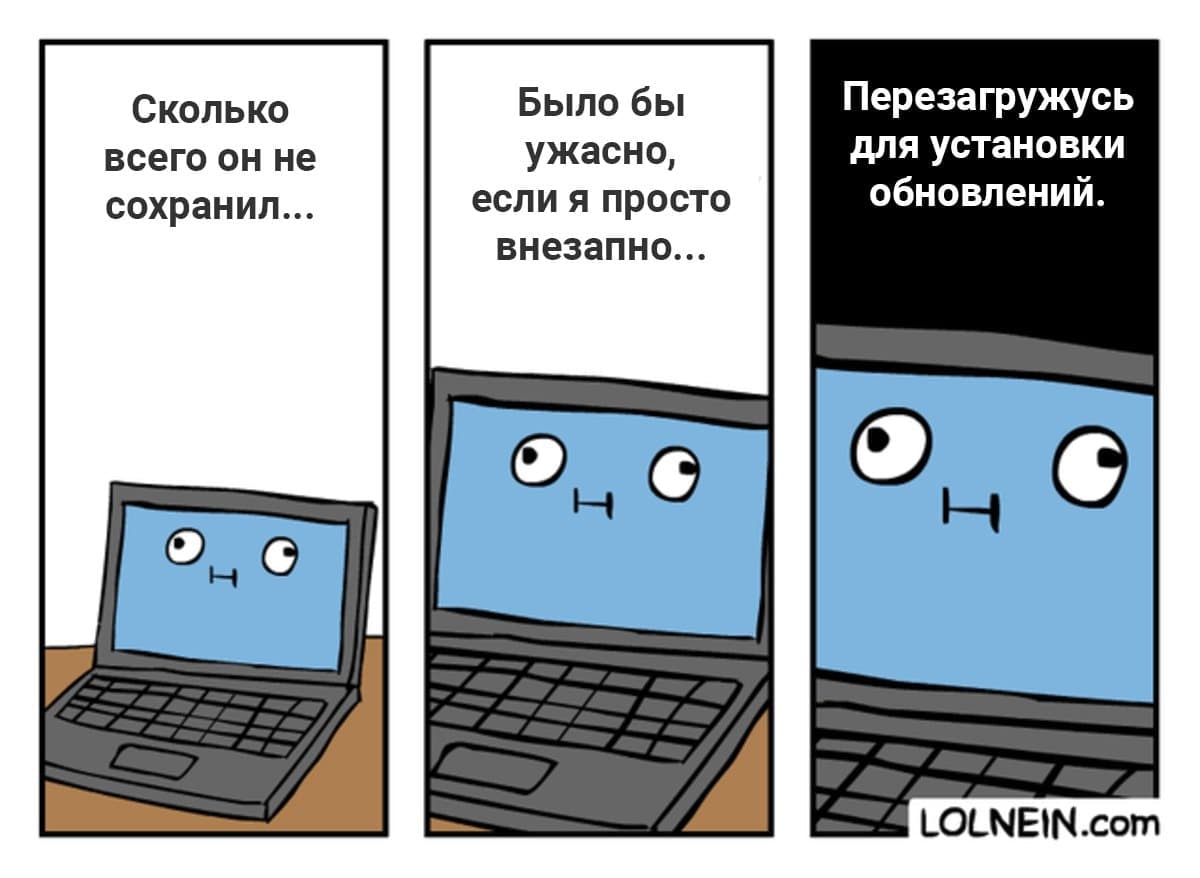 Сколько
всего он не
сохранил...
Было бы
ужасно,
если я просто
внезапно...
Перезагружусь
для установки
обновлений.
LOLNEIN.com